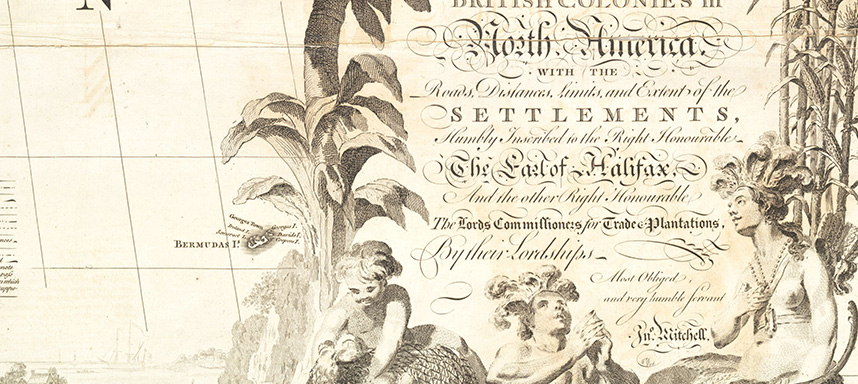 N
BRITISH COLONIES in
North America,
WITH THE
Roads, Distances, Limits, and Extent of the
SETTLEMENTS,
Humbly Inscribed to the Right Honourable
The Earl of Halifax,
And the other Right Honourable
The Lords Commissioners for Trade & Plantations,
By their Lordships
Most Obliged,
and very humble Servant
Jnº. Mitchell.
BERMUDAS Iˢ.